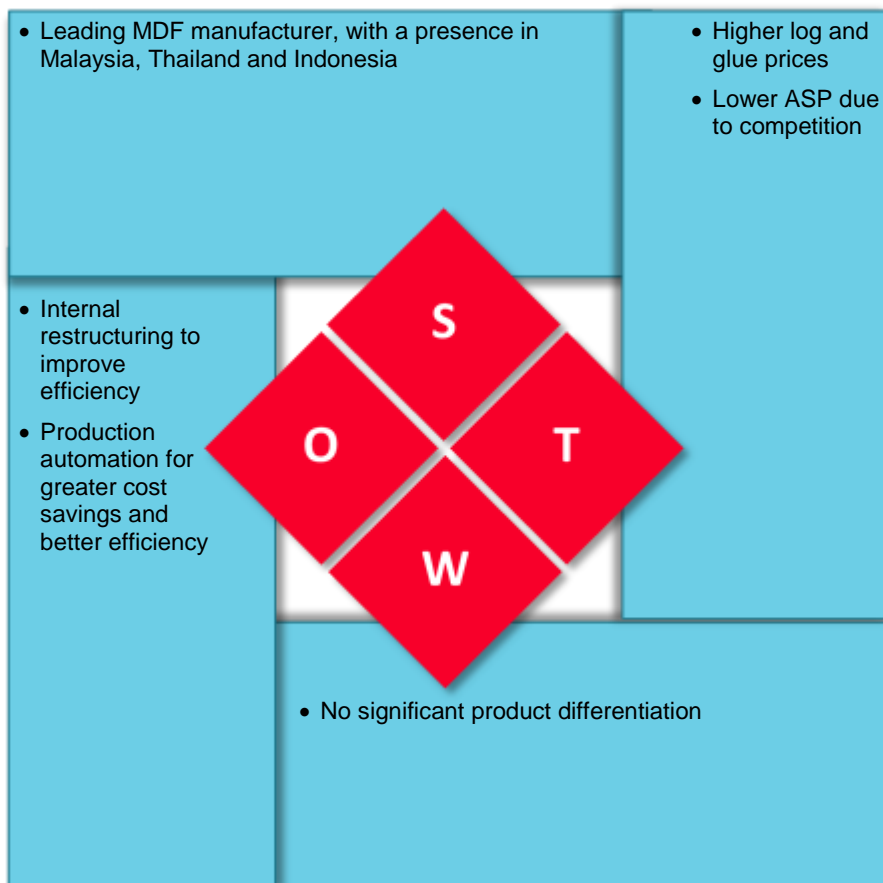 • Leading MDF manufacturer, with a presence in
Malaysia, Thailand and Indonesia
• Higher log and
glue prices
• Lower ASP due
to competition
• Internal
restructuring to
improve
efficiency
• Production
automation for
greater cost
savings and
better efficiency
S
O
T
W
• No significant product differentiation